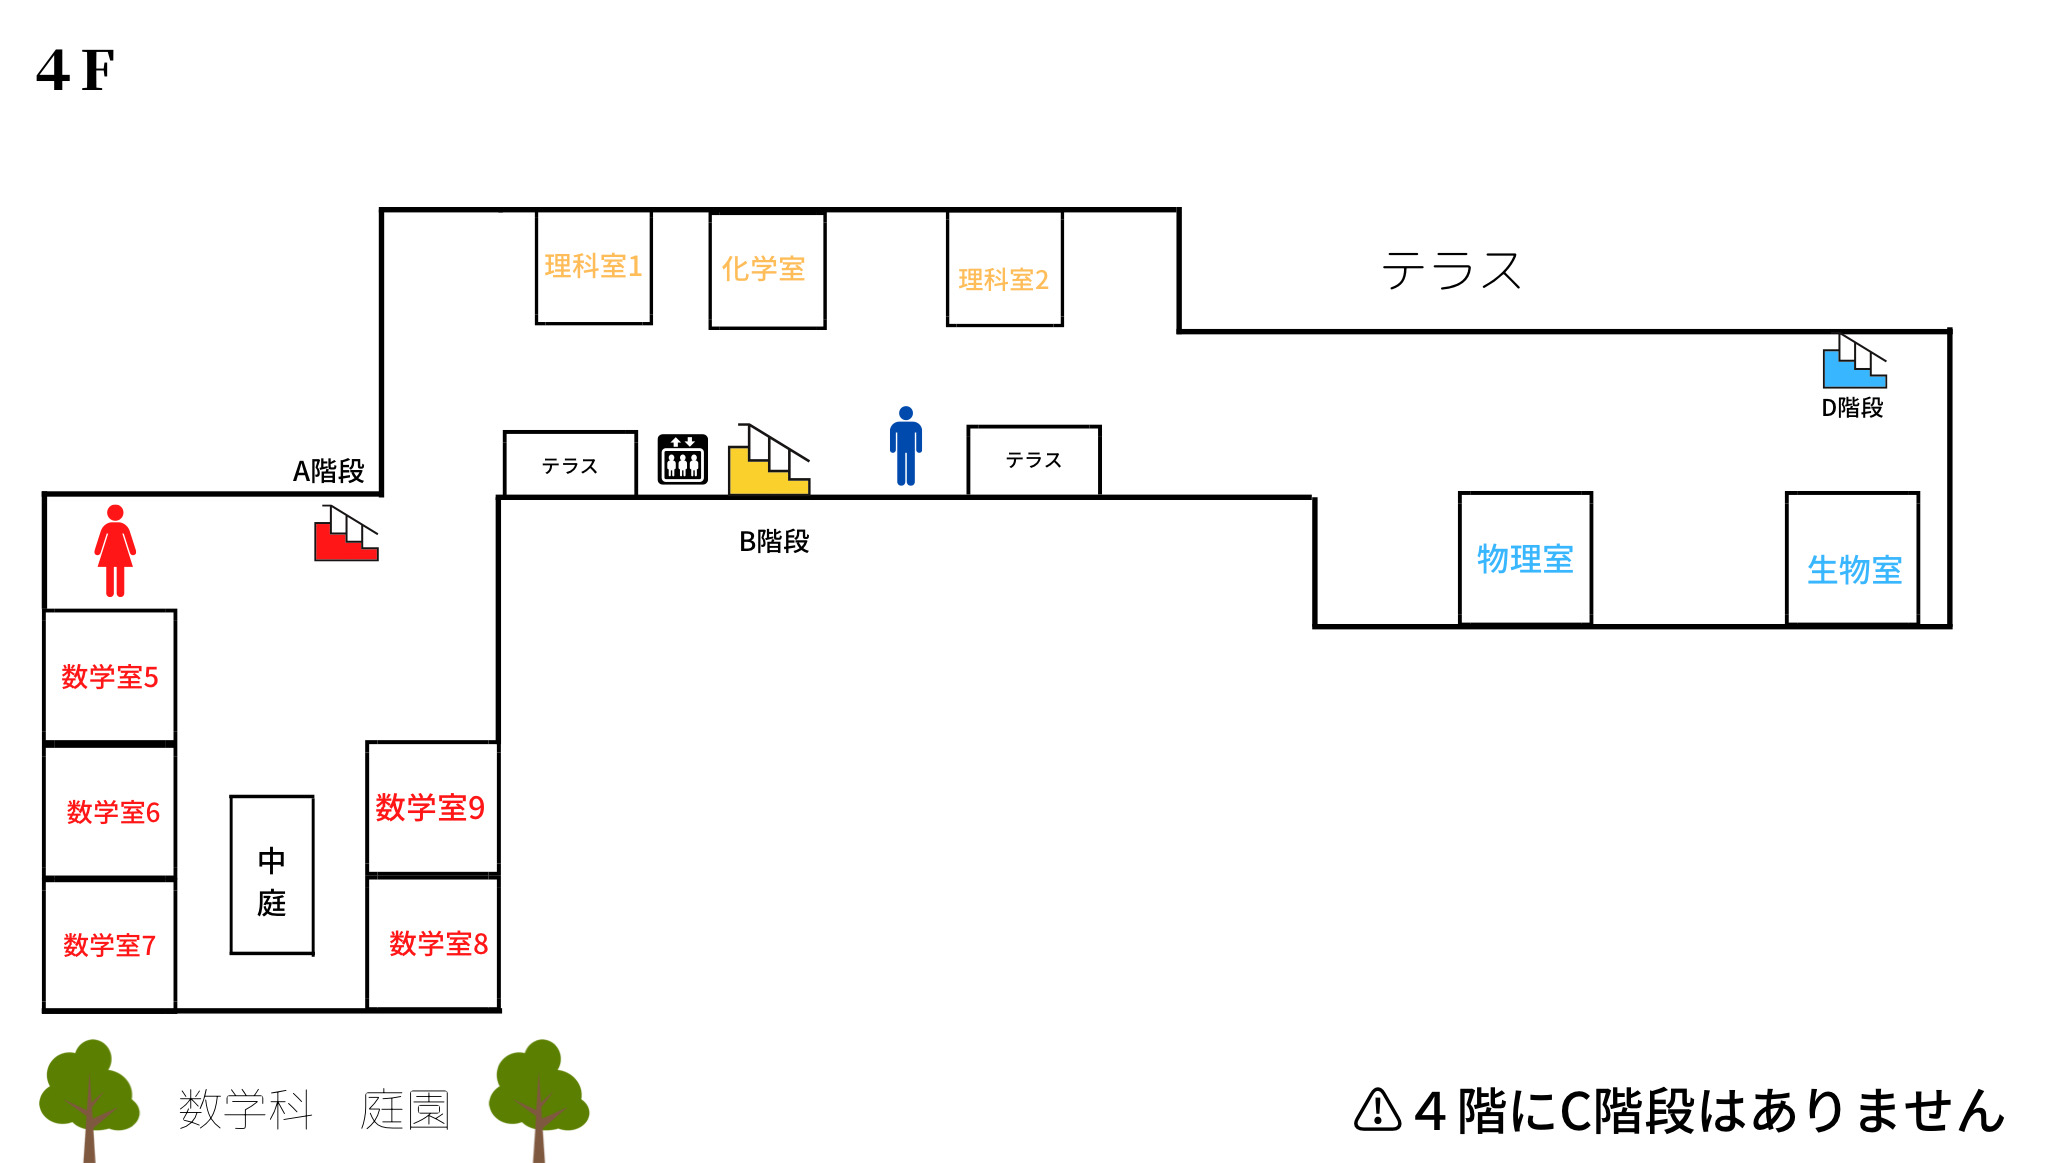 4F
理科室1
化学室
理科室2
テラス
D階段
テラス
テラス
A階段
B階段
物理室
生物室
数学室5
数学室6
数学室9
中
庭
数学室7
数学室8
数学科 庭園
⚠4階にC階段はありません